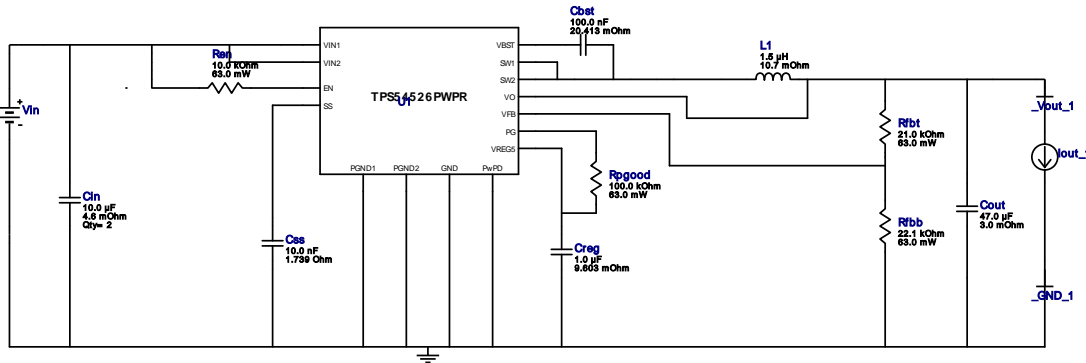 Cbst
100.0 nF
20.413 mOhm
L1
1.5 µH
10.7 mOhm
Ren
10.0 kOhm
63.0 mW
VIN1
VIN2
EN
SS
VBST
SW1
SW2
VO
VFB
PG
VREG5
TPS54526PWPR
U1
PGND1
PGND2
GND
PwPD
Vin
+
-
Cin
10.0 µF
4.6 mOhm
Qty= 2
Css
10.0 nF
1.739 Ohm
Rpgood
100.0 kOhm
63.0 mW
Creg
1.0 µF
9.603 mOhm
Rfbt
21.0 kOhm
63.0 mW
Rfbb
22.1 kOhm
63.0 mW
Cout
47.0 µF
3.0 mOhm
_Vout_1
Iout_
_GND_1